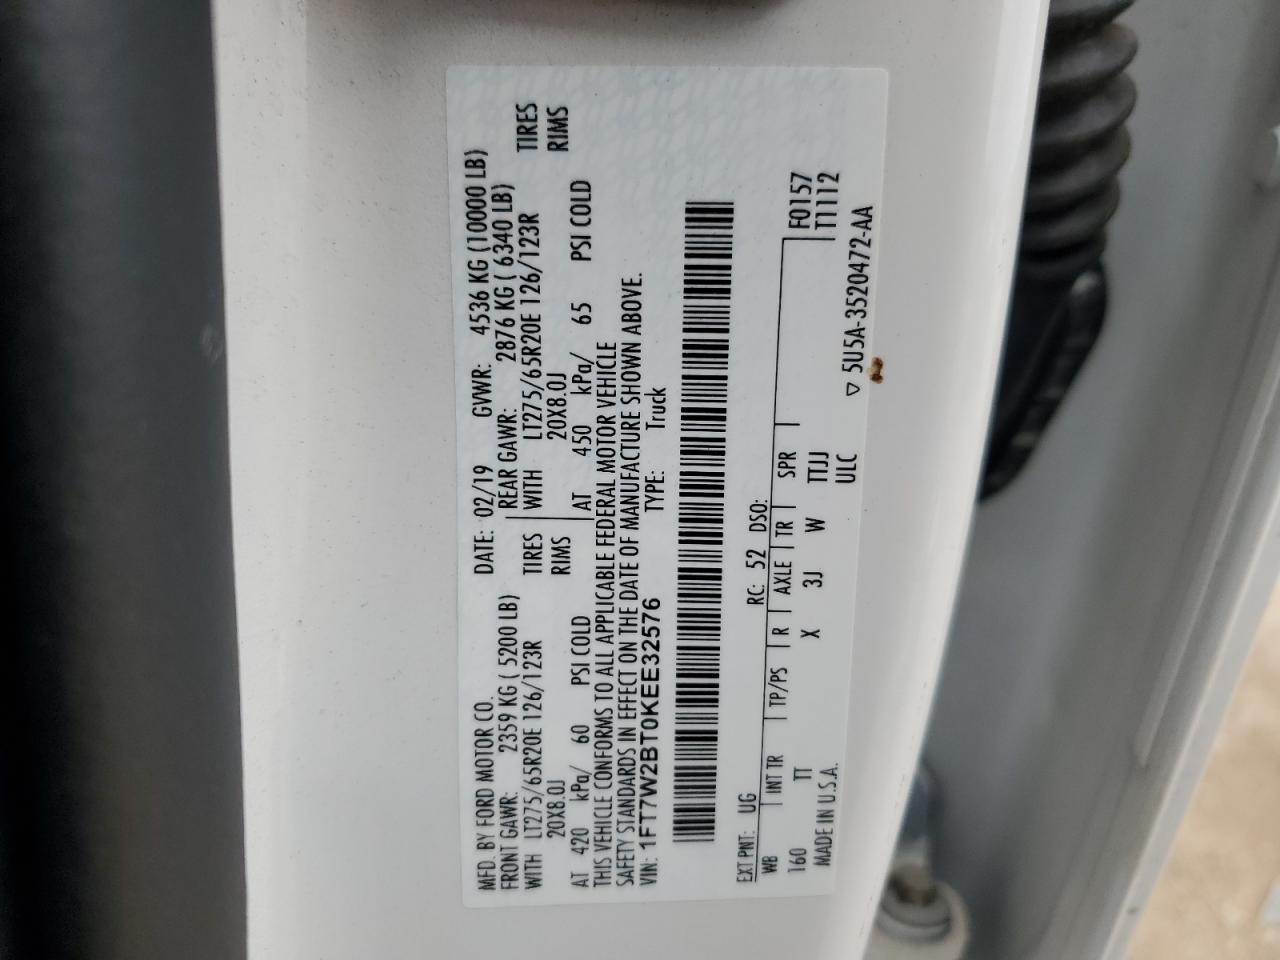 MFD. BY FORD MOTOR CO. DATE: 02/19 GVWR: 4536 KG (10000 LB)
FRONT GAWR: 2359 KG ( 5200 LB) REAR GAWR: 2876 KG ( 6340 LB)
WITH LT275/65R20E 126/123R TIRES WITH LT275/65R20E 126/123R TIRES
20X8.0J RIMS 20X8.0J RIMS
AT 420 kPa/ 60 PSI COLD AT 450 kPa/ 65 PSI COLD
THIS VEHICLE CONFORMS TO ALL APPLICABLE FEDERAL MOTOR VEHICLE
SAFETY STANDARDS IN EFFECT ON THE DATE OF MANUFACTURE SHOWN ABOVE.
VIN: 1FT7W2BT0KEE32576 TYPE: Truck
EXT PNT: UG RC: 52 DSO:
WB INT TR TP/PS R AXLE TR SPR F0157
160 TT X 3J W TTJJ T1112
MADE IN U.S.A. ULC
▽ 5U5A-3520472-AA